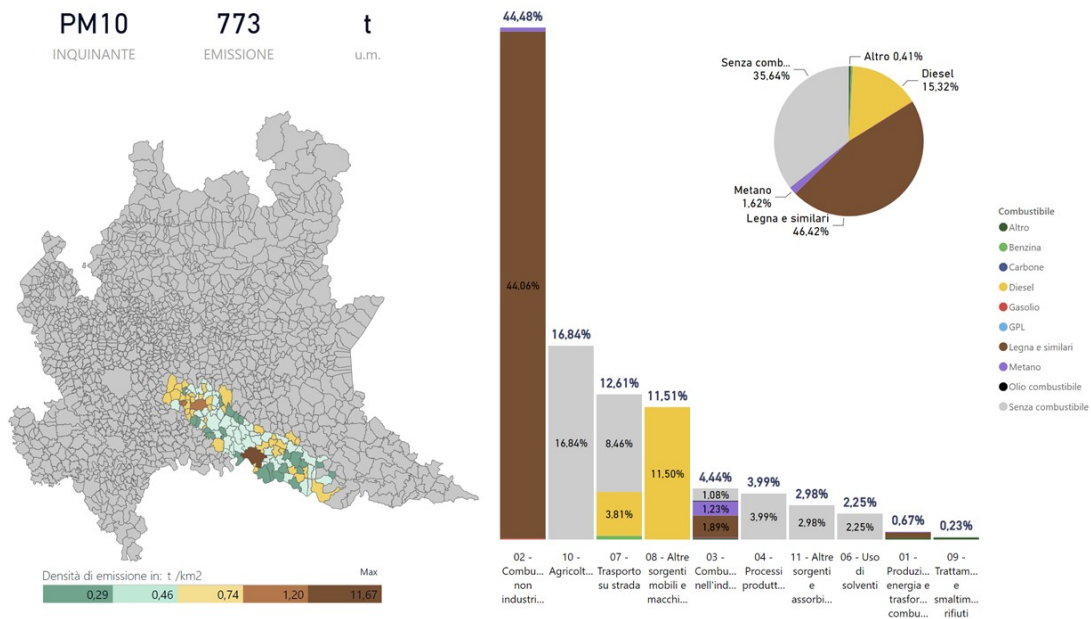 PM10
773
t
INQUINANTE
EMISSIONE
u.m.
44,48%
44,06%
16,84%
16,84%
12,61%
8,46%
3,81%
11,51%
11,50%
4,44%
1,08%
1,23%
1,89%
3,99%
3,99%
2,98%
2,98%
2,25%
2,25%
0,67%
0,23%
02 -
Combu...
non
industri...
10 -
Agricolt...
07 -
Trasporto
su strada
08 - Altre
sorgenti
mobili e
macchi...
03 -
Combu...
nell'ind...
04 -
Processi
produtt...
11 - Altre
sorgenti
e
assorbi...
06 - Uso
di
solventi
01 -
Produzi...
energia e
trasfor...
combu...
09 -
Trattam...
e
smaltim...
rifiuti
Altro 0,41%
Diesel
15,32%
Senza comb...
35,64%
Metano
1,62%
Legna e similari
46,42%
Combustibile
Altro
Benzina
Carbone
Diesel
Gasolio
GPL
Legna e similari
Metano
Olio combustibile
Senza combustibile
Densità di emissione in: t /km2
Max
0,29
0,46
0,74
1,20
11,67